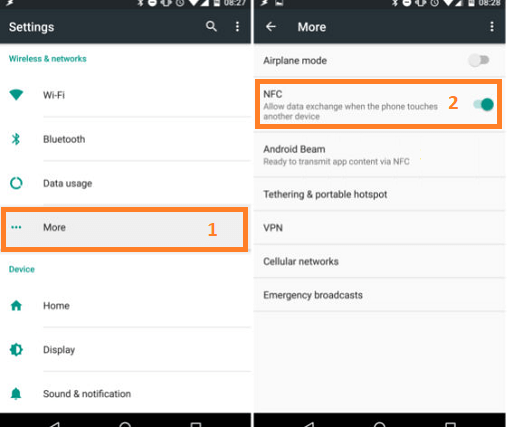 08:27
Settings
Wireless & networks
Wi-Fi
Bluetooth
Data usage
More
1
Device
Home
Display
Sound & notification
08:28
More
Airplane mode
NFC
Allow data exchange when the phone touches
another device
2
Android Beam
Ready to transmit app content via NFC
Tethering & portable hotspot
VPN
Cellular networks
Emergency broadcasts